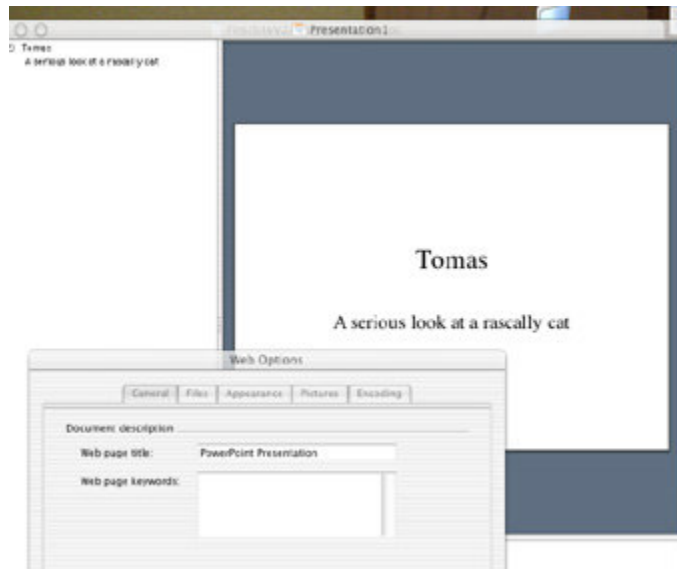 Presentation1
Tomas
A serious look at a rascally cat
Tomas
A serious look at a rascally cat
Web Options
General Files Appearance Pictures Encoding
Document description
Web page title: PowerPoint Presentation
Web page keywords: